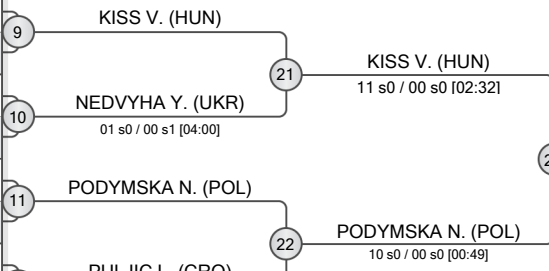 KISS V. (HUN)
9
21
KISS V. (HUN)
11 s0 / 00 s0 [02:32]
NEDVYHA Y. (UKR)
10
01 s0 / 00 s1 [04:00]
PODYMSKA N. (POL)
11
22
PODYMSKA N. (POL)
10 s0 / 00 s0 [00:49]
(CRO)